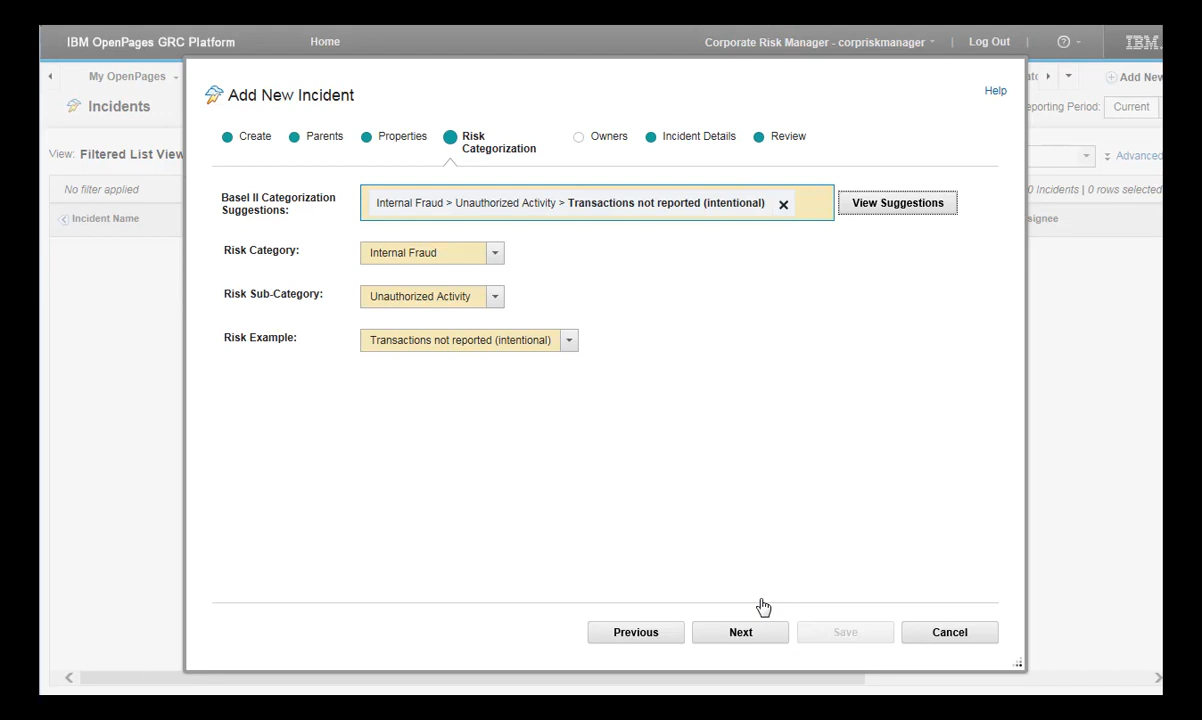 IBM OpenPages GRC Platform Home Corporate Risk Manager - corpriskmanager Log Out IBM.
My OpenPages Add New
Incidents eporting Period: Current
View: Filtered List View Advanced
No filter applied 0 Incidents | 0 rows selected
Incident Name signee
Add New Incident
Help
Create Parents Properties Risk Categorization Owners Incident Details Review
Basel II Categorization
Suggestions:
Internal Fraud > Unauthorized Activity > Transactions not reported (intentional)
View Suggestions
Risk Category: Internal Fraud
Risk Sub-Category: Unauthorized Activity
Risk Example: Transactions not reported (intentional)
Previous Next Save Cancel